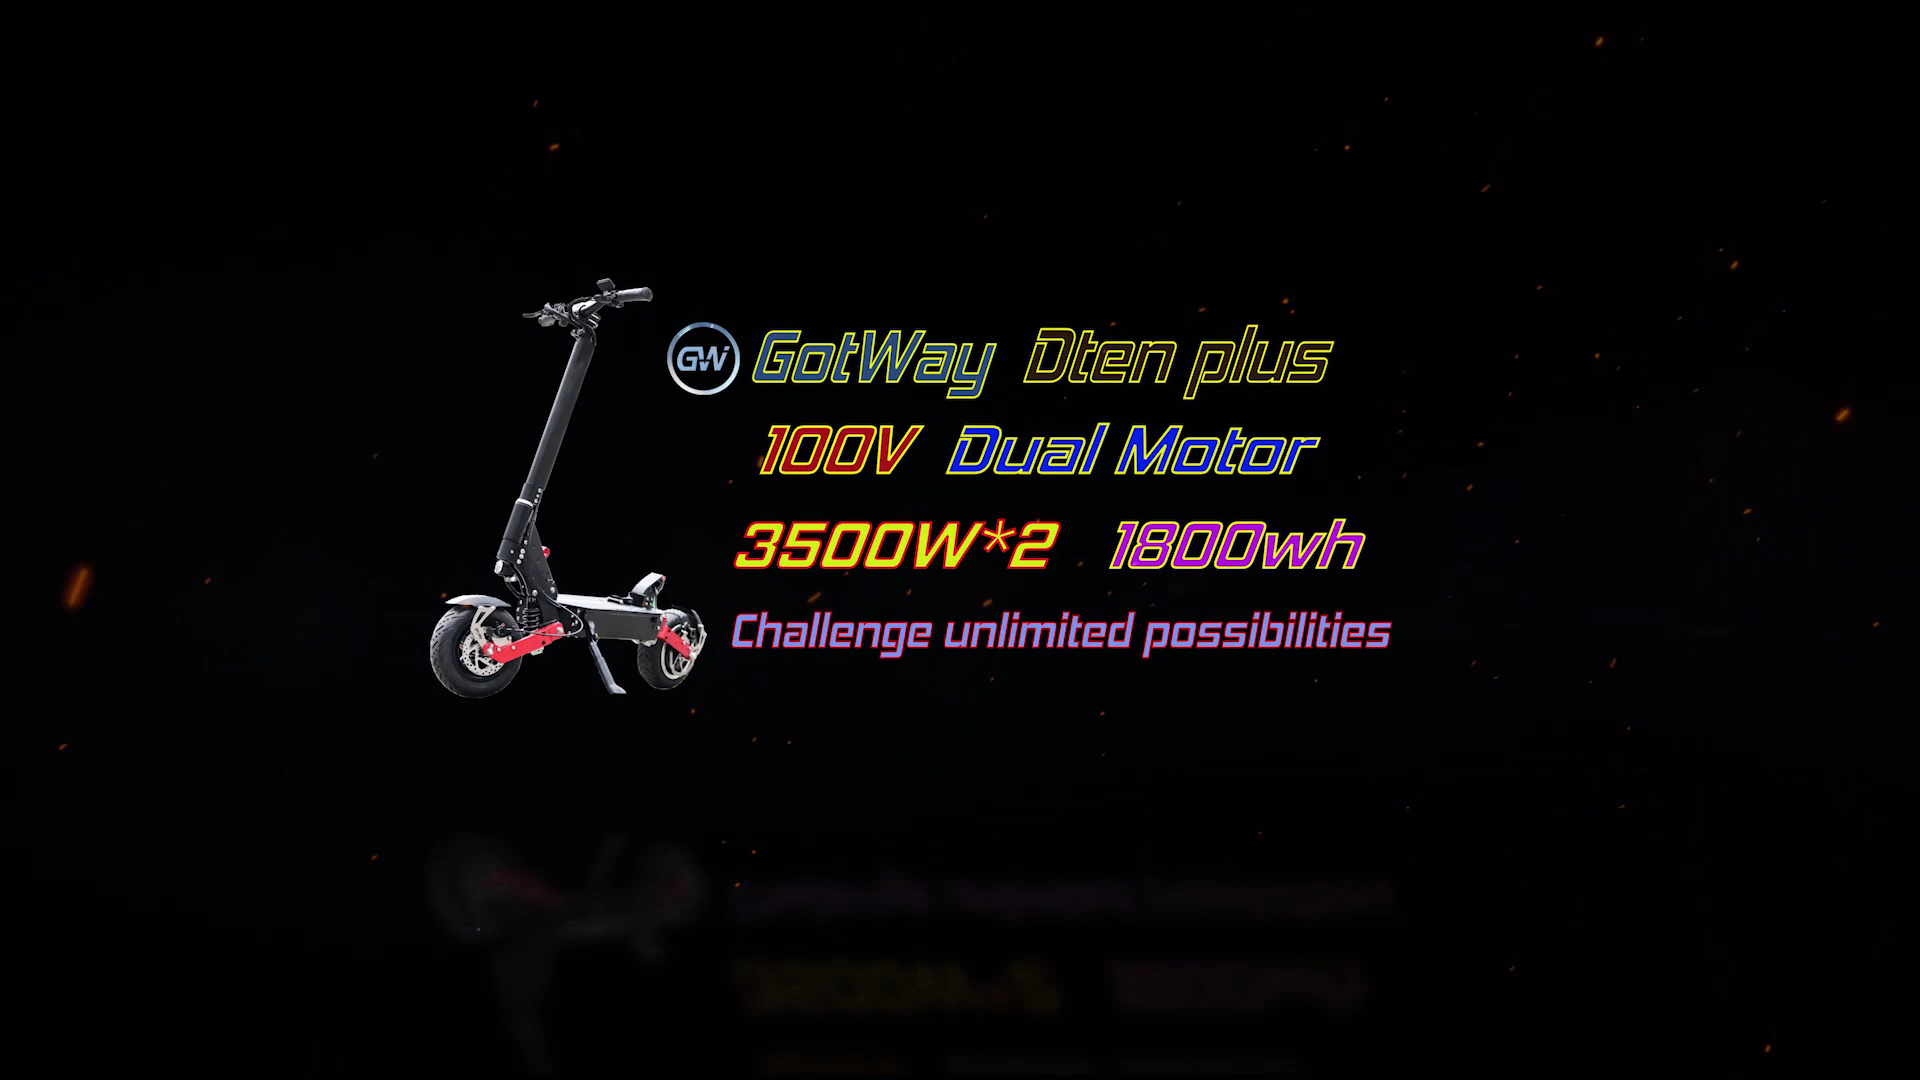 GW GotWay Dten plus
100V Dual Motor
3500W*2 1800wh
Challenge unlimited possibilities